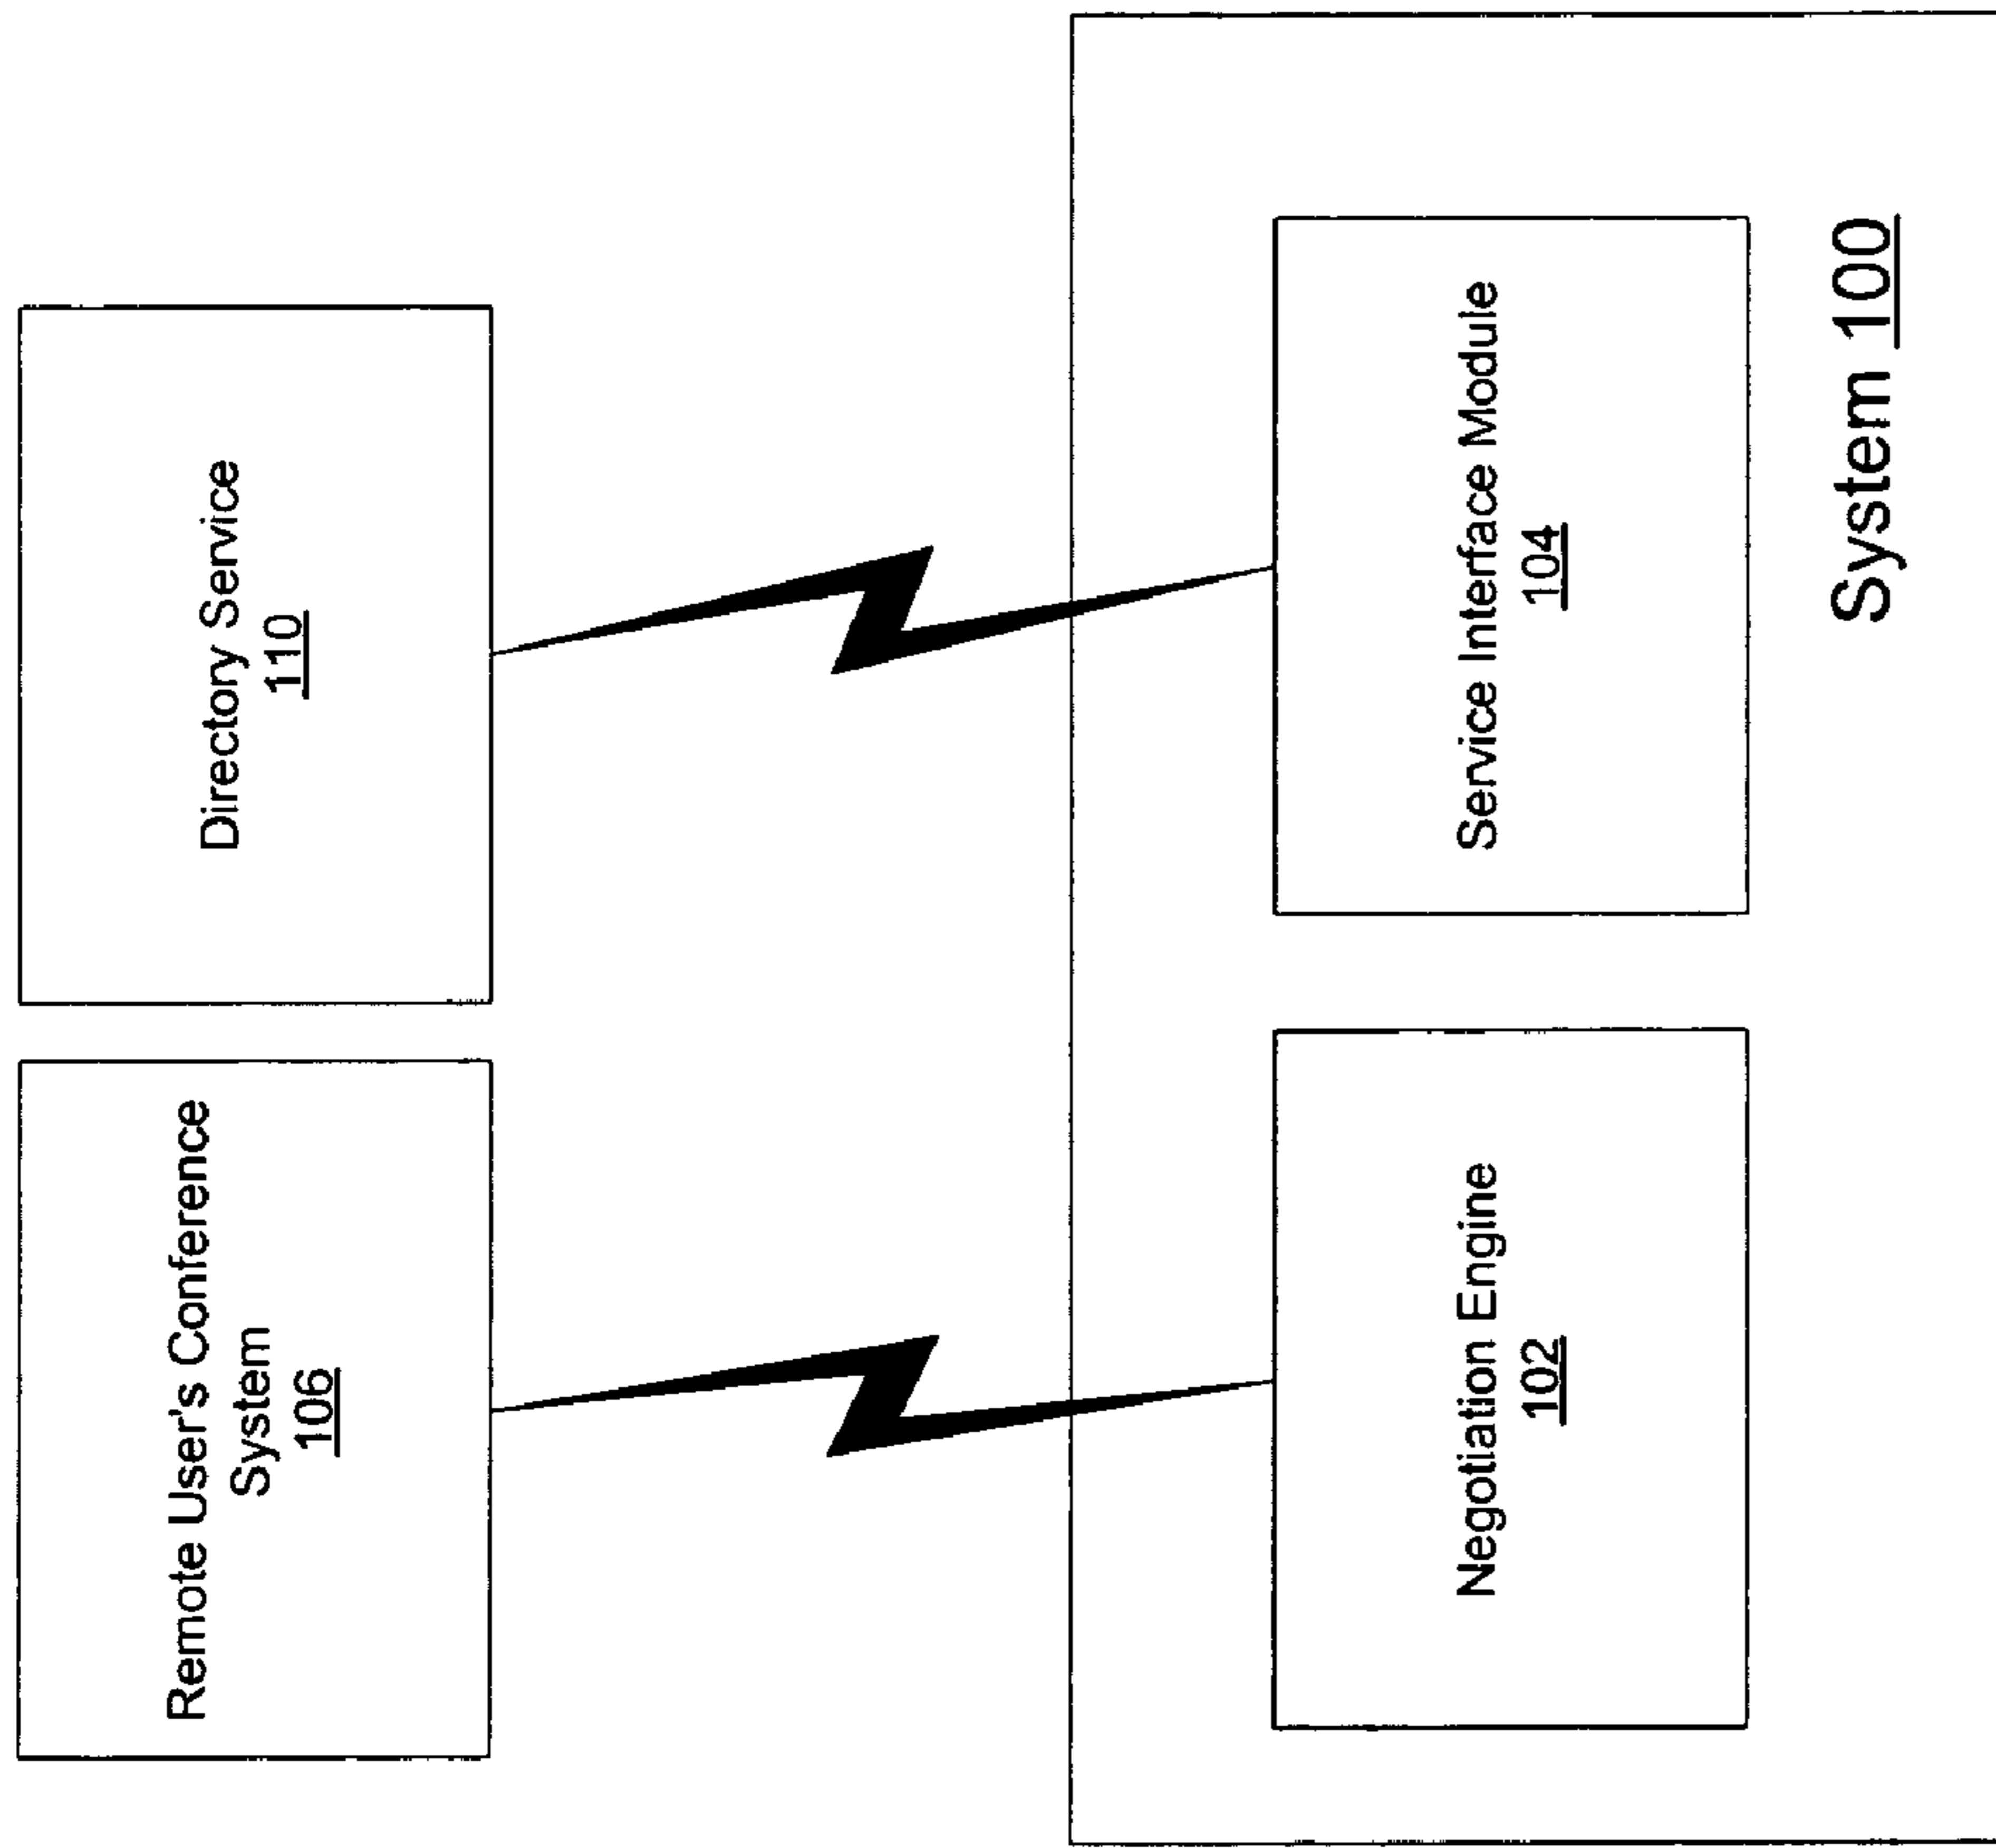 Remote User's Conference
System
106
Directory Service
110
Negotiation Engine
102
Service Interface Module
104
System 100